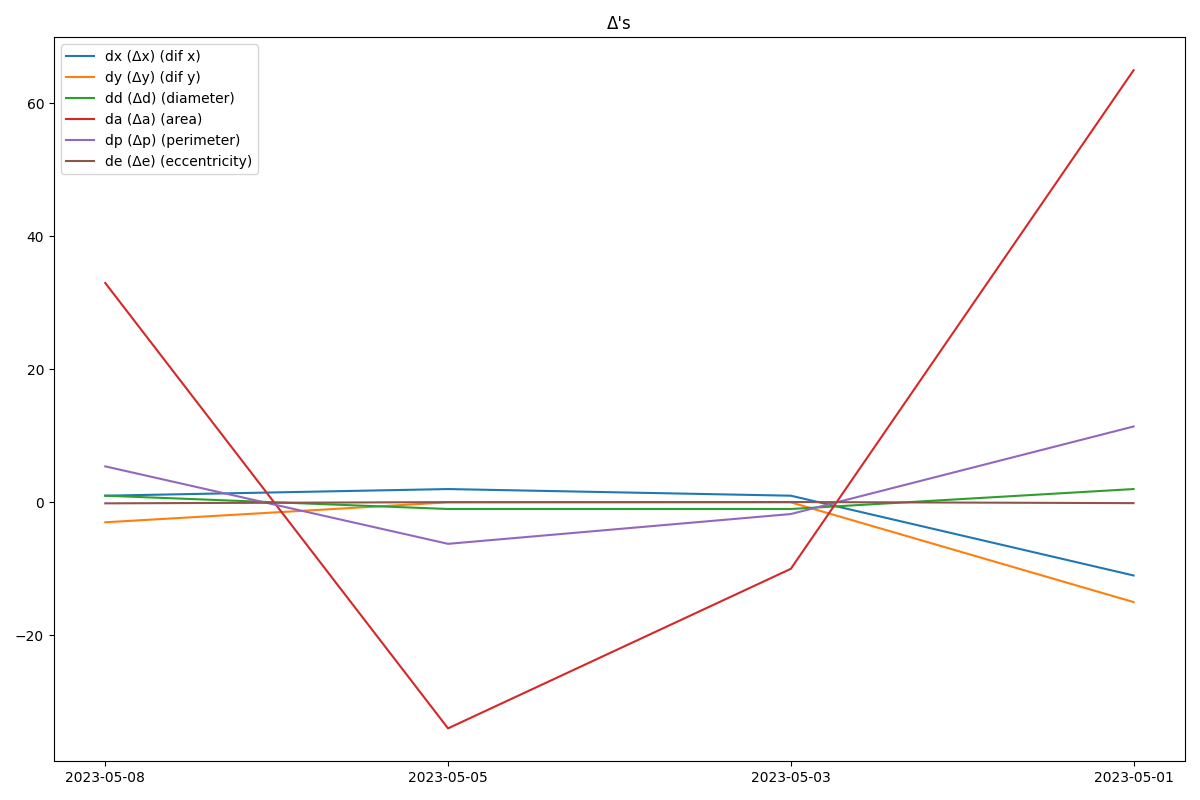 Δ's
dx (Δx) (dif x)
dy (Δy) (dif y)
dd (Δd) (diameter)
da (Δa) (area)
dp (Δp) (perimeter)
de (Δe) (eccentricity)
60
40
20
0
−20
2023-05-08 2023-05-05 2023-05-03 2023-05-01